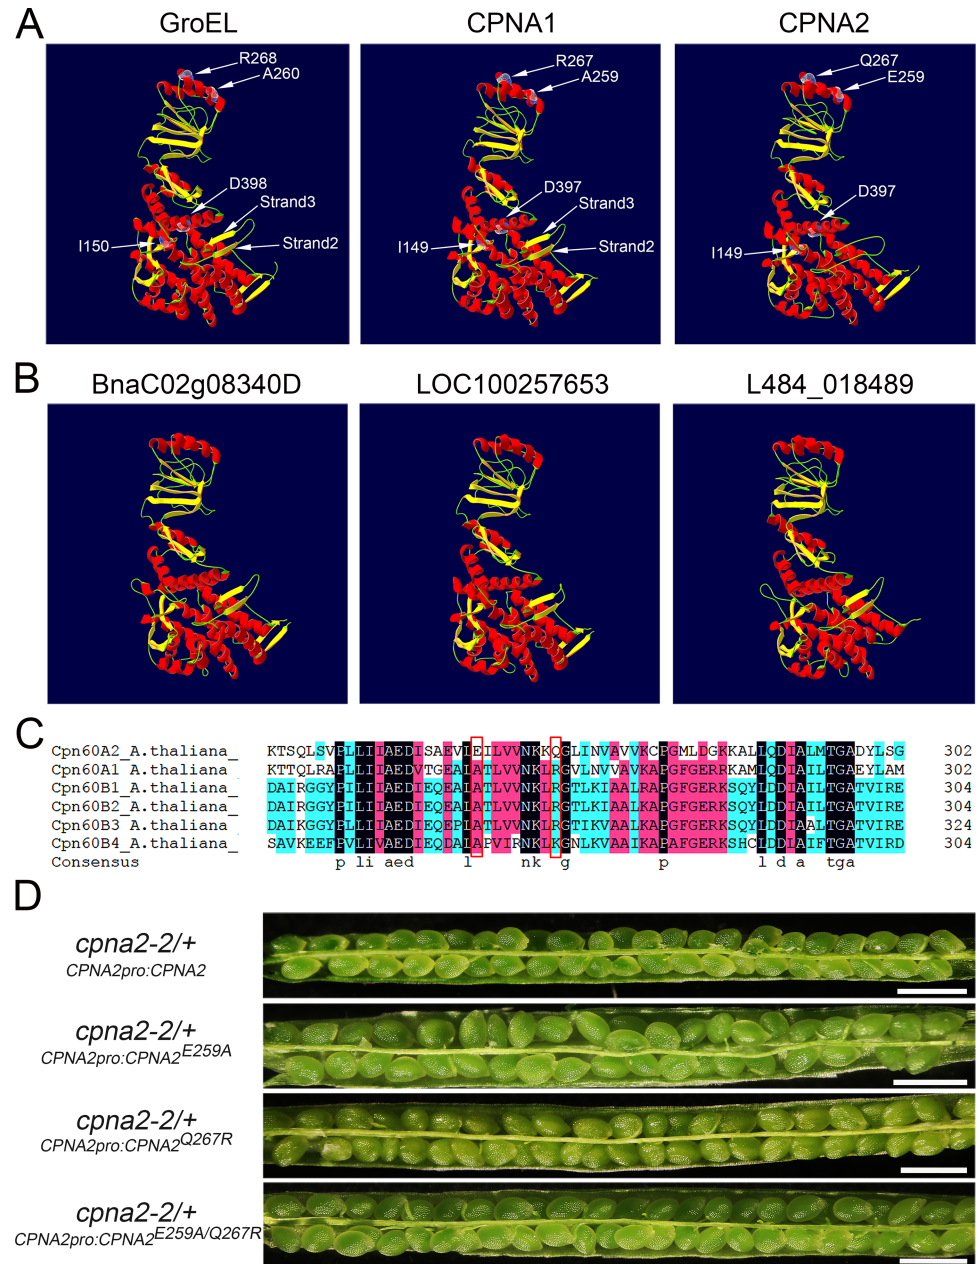 A
GroEL
CPNA1
CPNA2
R268
A260
D398
Strand3
I150
Strand2
R267
A259
D397
Strand3
I149
Strand2
Q267
E259
D397
I149
B
BnaC02g08340D
LOC100257653
L484_018489
C
Cpn60A2_A.thaliana_ KTSQLSVPLLIIAEDISAEVLEILVVNKKQGLINVAVVKCPGMLDGKKALLQDIALMTGADYLSG 302
Cpn60A1_A.thaliana_ KTTQLRAPLLIIAEDVTGEALATLVVNKLRGVLNVVAVKAPGFGERRKAMLQDIAILTGAEYLAM 302
Cpn60B1_A.thaliana_ DAIRGGYPILIIAEDIEQEALATLVVNKLRGTLKIAALRAPGFGERKSQYLDDIAILTGATVIRE 304
Cpn60B2_A.thaliana_ DAIRGGYPILIIAEDIEQEALATLVVNKLRGTLKIAALKAPGFGERKSQYLDDIAILTGATVIRE 304
Cpn60B3_A.thaliana_ DAIKGGYPLLIIAEDIEQEPLATLVVNKLRGTIKVAALKAPGFGERKSQYLDDIAALTGATVIRE 324
Cpn60B4_A.thaliana_ SAVKEEFPVLIVAEDIEQDALAPVIRNKLKGNLKVAAIKAPAFGERKSHCLDDIAIFTGATVIRD 304
Consensus p li aed l nk g p l d a tga
D
cpna2-2/+
CPNA2pro:CPNA2
cpna2-2/+
CPNA2pro:CPNA2E259A
cpna2-2/+
CPNA2pro:CPNA2Q267R
cpna2-2/+
CPNA2pro:CPNA2E259A/Q267R